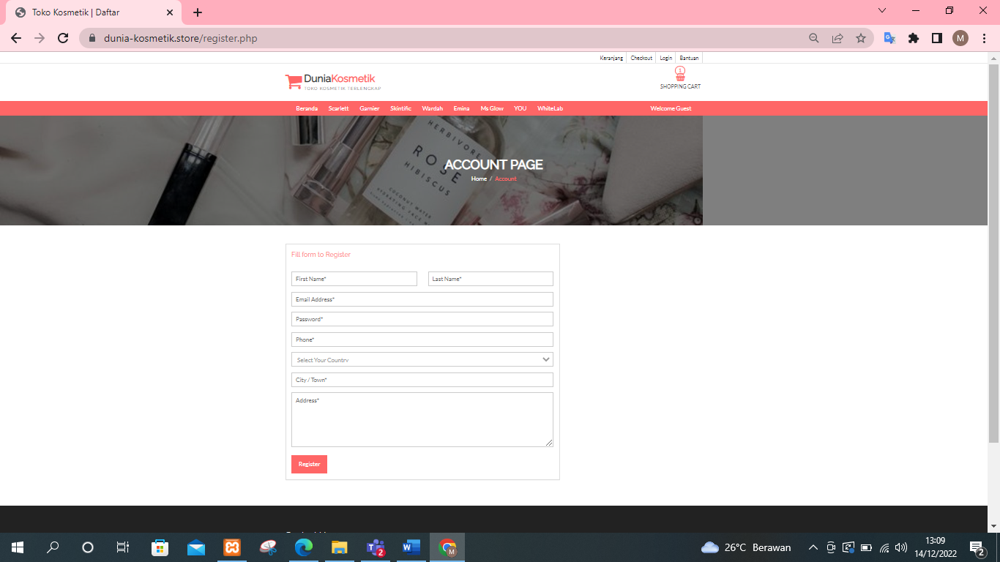 Toko Kosmetik | Daftar
dunia-kosmetik.store/register.php
M
Keranjang Checkout Login Bantuan
DuniaKosmetik
TOKO KOSMETIK TERLENGKAP
1
SHOPPING CART
Beranda Scarlett Garnier Skintific Wardah Emina Ms Glow YOU WhiteLab Welcome Guest
HERBIVORE
ROSE
HIBISCUS
COCONUT WATER
ACCOUNT PAGE
Home / Account
Fill form to Register
First Name* Last Name*
Email Address*
Password*
Phone*
Select Your Country
City / Town*
Address*
Register
26°C Berawan
13:09
14/12/2022
2
2